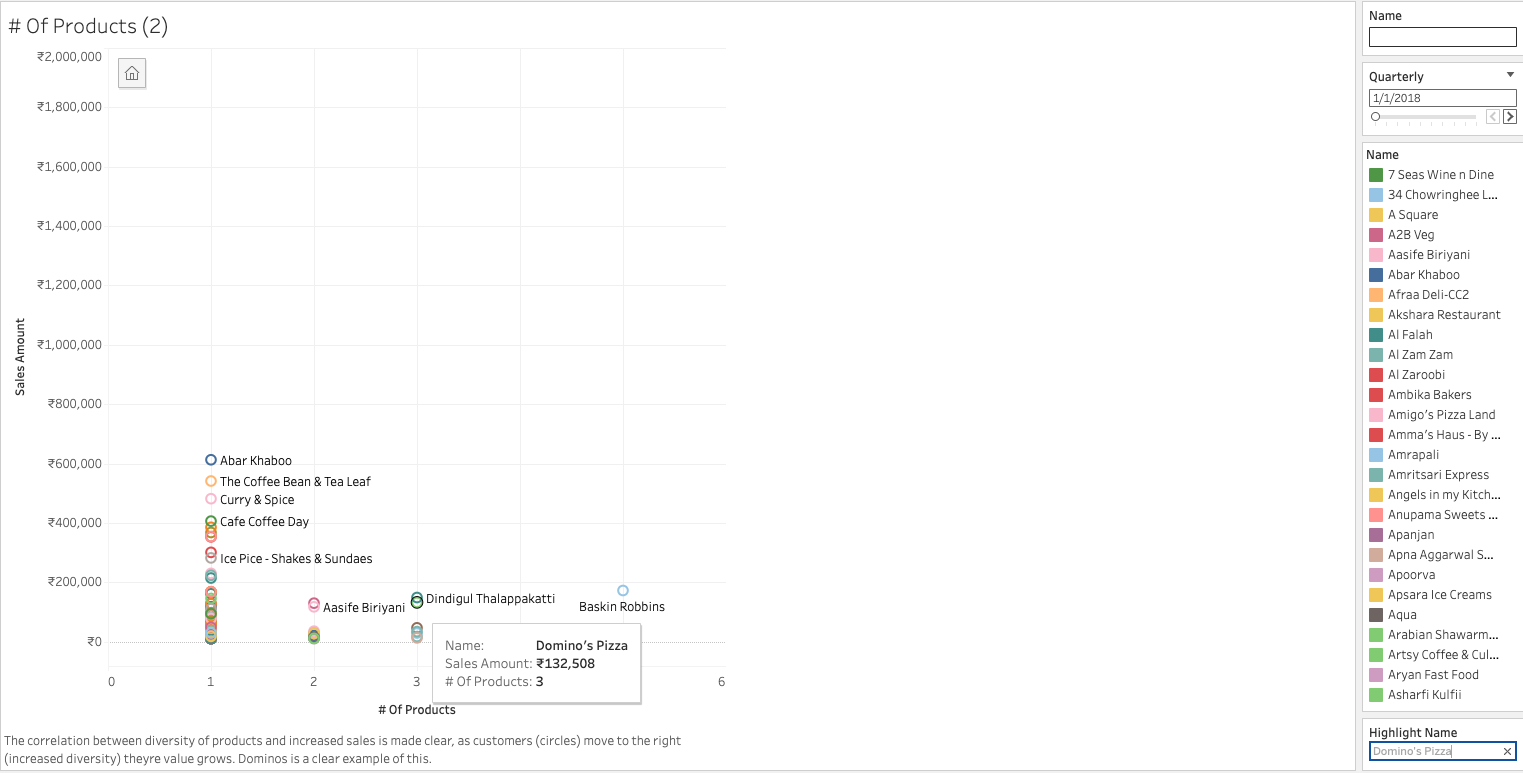 # Of Products (2)
₹2,000,000
₹1,800,000
₹1,600,000
₹1,400,000
₹1,200,000
₹1,000,000
₹800,000
₹600,000
₹400,000
₹200,000
₹0
Sales Amount
Abar Khaboo
The Coffee Bean & Tea Leaf
Curry & Spice
Cafe Coffee Day
Ice Pice - Shakes & Sundaes
Aasife Biriyani
Dindigul Thalappakatti
Baskin Robbins
Name: Domino's Pizza
Sales Amount: ₹132,508
# Of Products: 3
0 1 2 3 6
# Of Products
The correlation between diversity of products and increased sales is made clear, as customers (circles) move to the right
(increased diversity) theyre value grows. Dominos is a clear example of this.
Name
Quarterly
1/1/2018
Name
7 Seas Wine n Dine
34 Chowringhee L...
A Square
A2B Veg
Aasife Biriyani
Abar Khaboo
Afraa Deli-CC2
Akshara Restaurant
Al Falah
Al Zam Zam
Al Zaroobi
Ambika Bakers
Amigo's Pizza Land
Amma's Haus - By ...
Amrapali
Amritsari Express
Angels in my Kitch...
Anupama Sweets ...
Apanjan
Apna Aggarwal S...
Apoorva
Apsara Ice Creams
Aqua
Arabian Shawarm...
Artsy Coffee & Cul...
Aryan Fast Food
Asharfi Kulfii
Highlight Name
Domino's Pizza